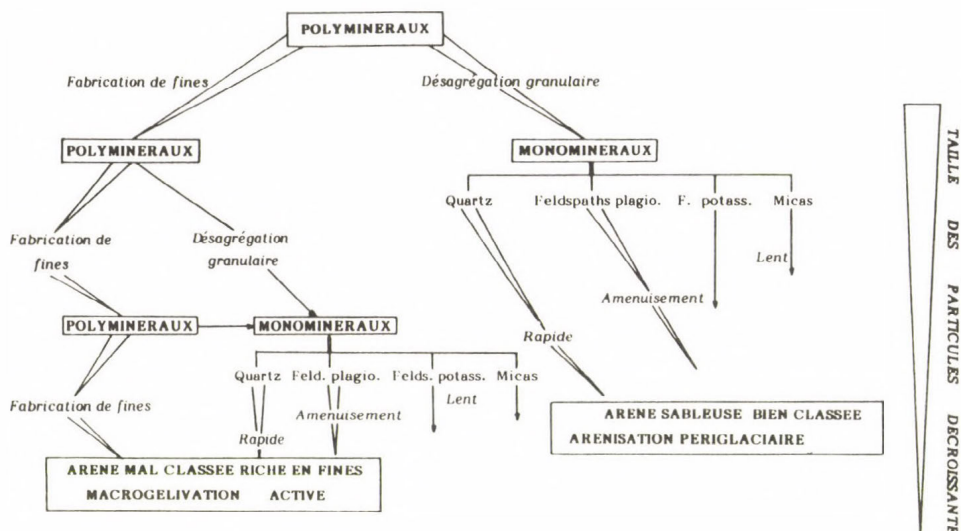 POLYMINERAUX
Fabrication de fines
Désagrégation granulaire
POLYMINERAUX
MONOMINERAUX
Quartz
Feldspaths plagio.
F. potass.
Micas
Fabrication de
fines
Désagrégation
granulaire
Lent
Amenuisement
POLYMINERAUX
MONOMINERAUX
Rapide
Quartz
Feld. plagio.
Felds. potass.
Micas
Lent
Fabrication de fines
Amenuisement
Rapide
ARENE SABLEUSE BIEN CLASSEE
ARENISATION PERIGLACIAIRE
ARENE MAL CLASSEE RICHE EN FINES
MACROGELIVATION ACTIVE
TAILLE DES PARTICULES DECROISSANTE